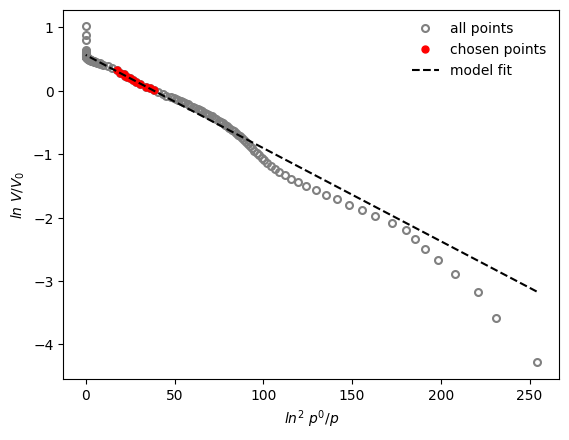 1
0
−1
−2
−3
−4
ln V/V₀
all points
chosen points
model fit
0 50 100 150 200 250
ln² p⁰/p